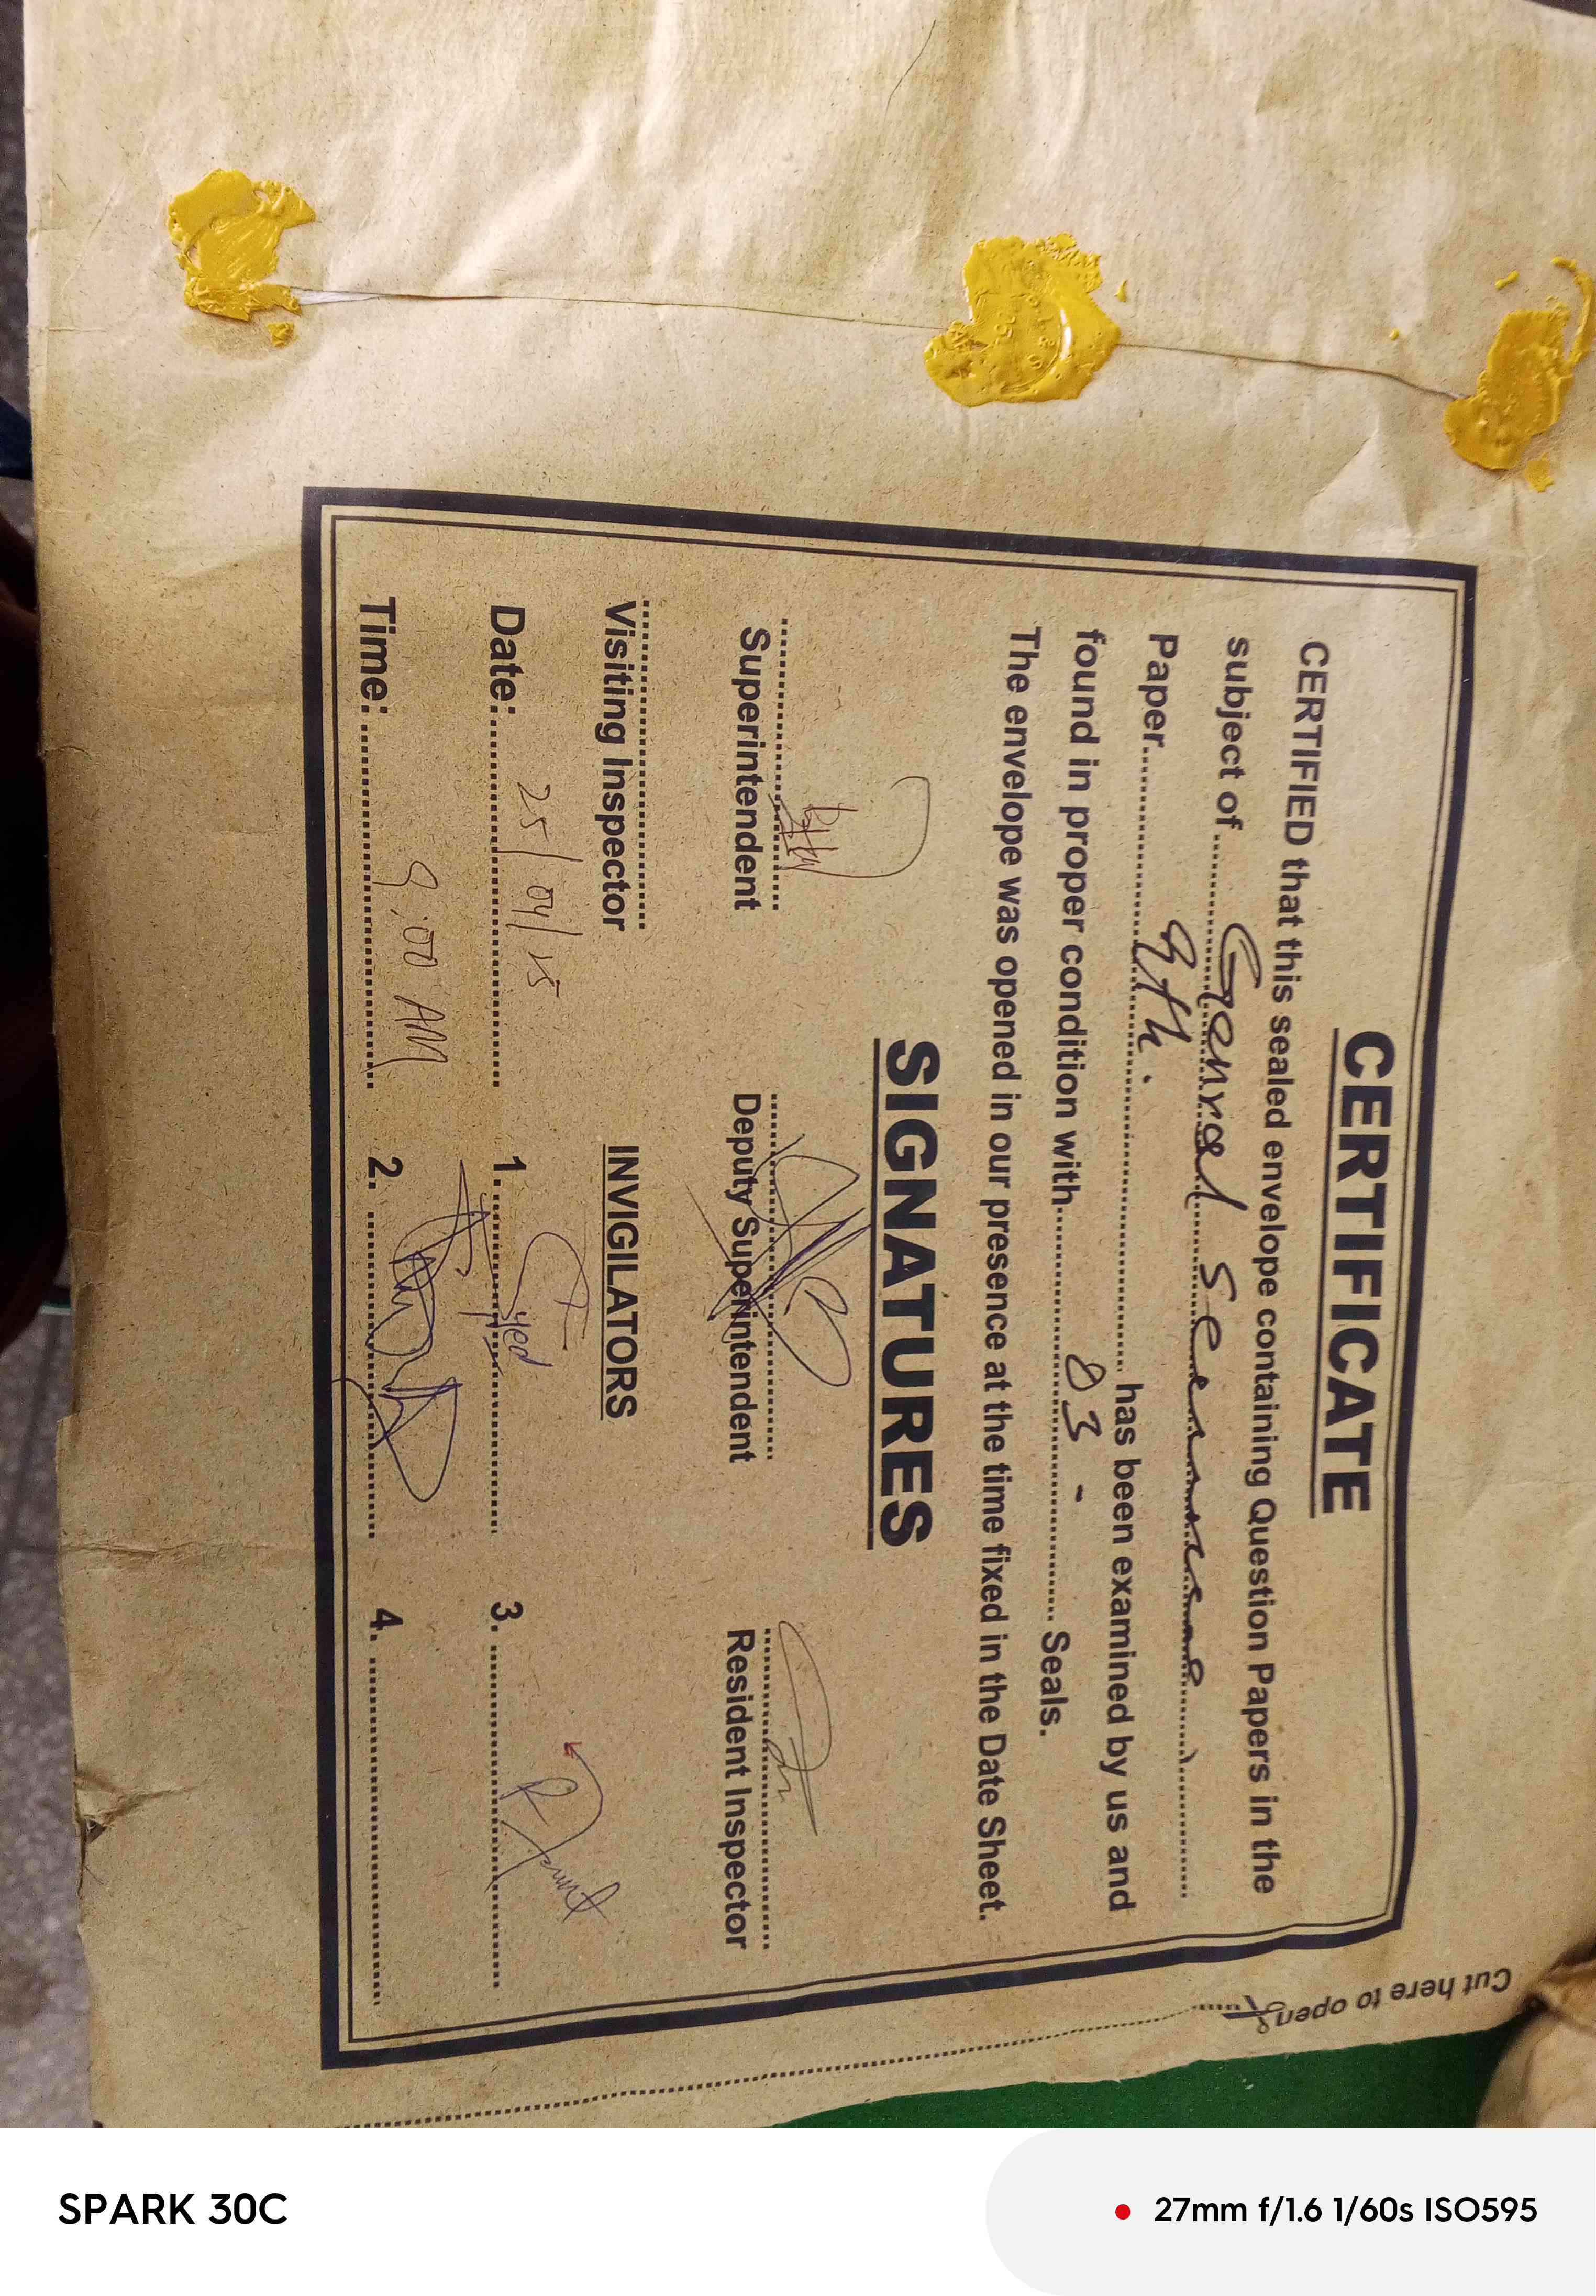 CERTIFICATE
CERTIFIED that this sealed envelope containing Question Papers in the
subject of Genral Sceince
Paper 9th. has been examined by us and
found in proper condition with 03 - Seals.
The envelope was opened in our presence at the time fixed in the Date Sheet.
SIGNATURES
Superintendent Deputy Superintendent Resident Inspector
Visiting Inspector INVIGILATORS
Date: 25/04/25 1. Syed 3.
Time: 9:00 AM 2. 4.
Cut here to open
SPARK 30C
27mm f/1.6 1/60s ISO595